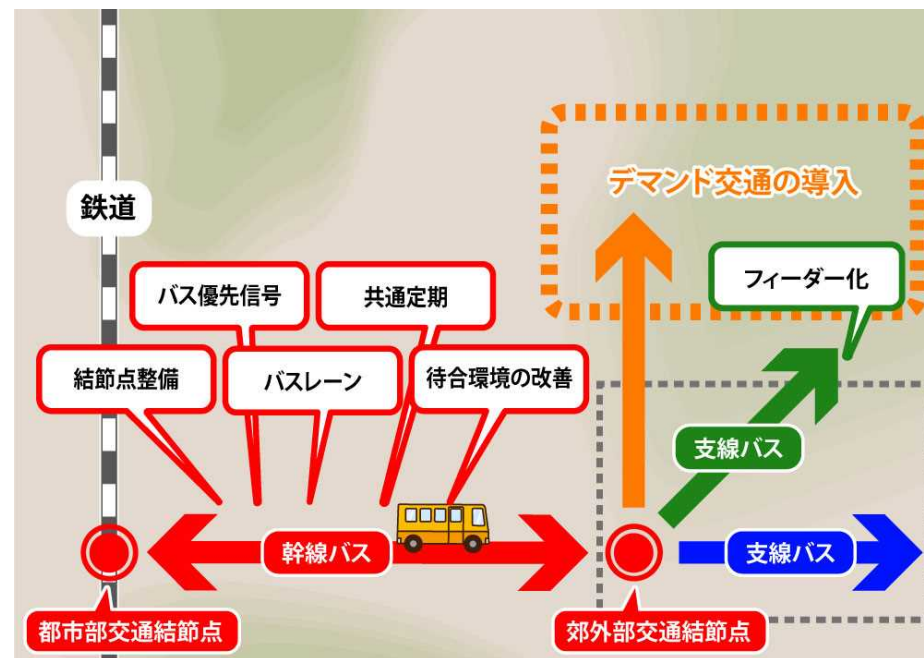 デマンド交通の導入
鉄道
フィーダー化
バス優先信号
共通定期
結節点整備
バスレーン
待合環境の改善
支線バス
幹線バス
支線バス
都市部交通結節点
郊外部交通結節点